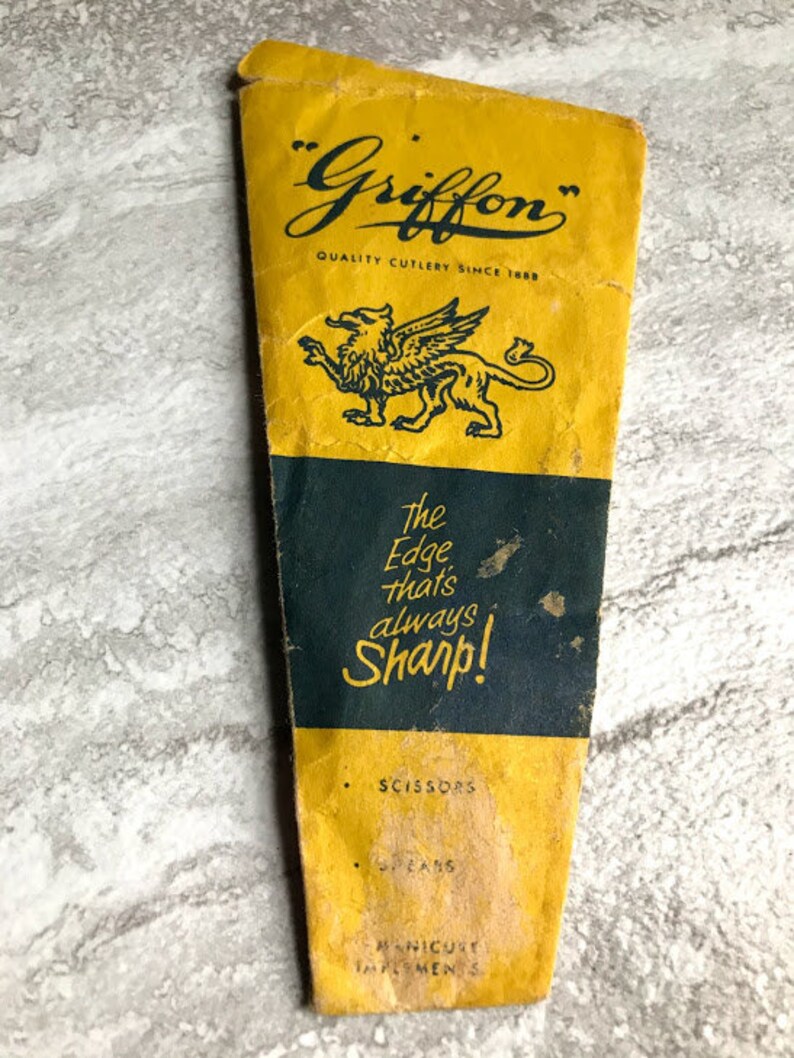 "Griffon"
QUALITY CUTLERY SINCE 1888
The
Edge
that's
always
Sharp!
• SCISSORS
• SHEARS
MANICURE
IMPLEMENTS